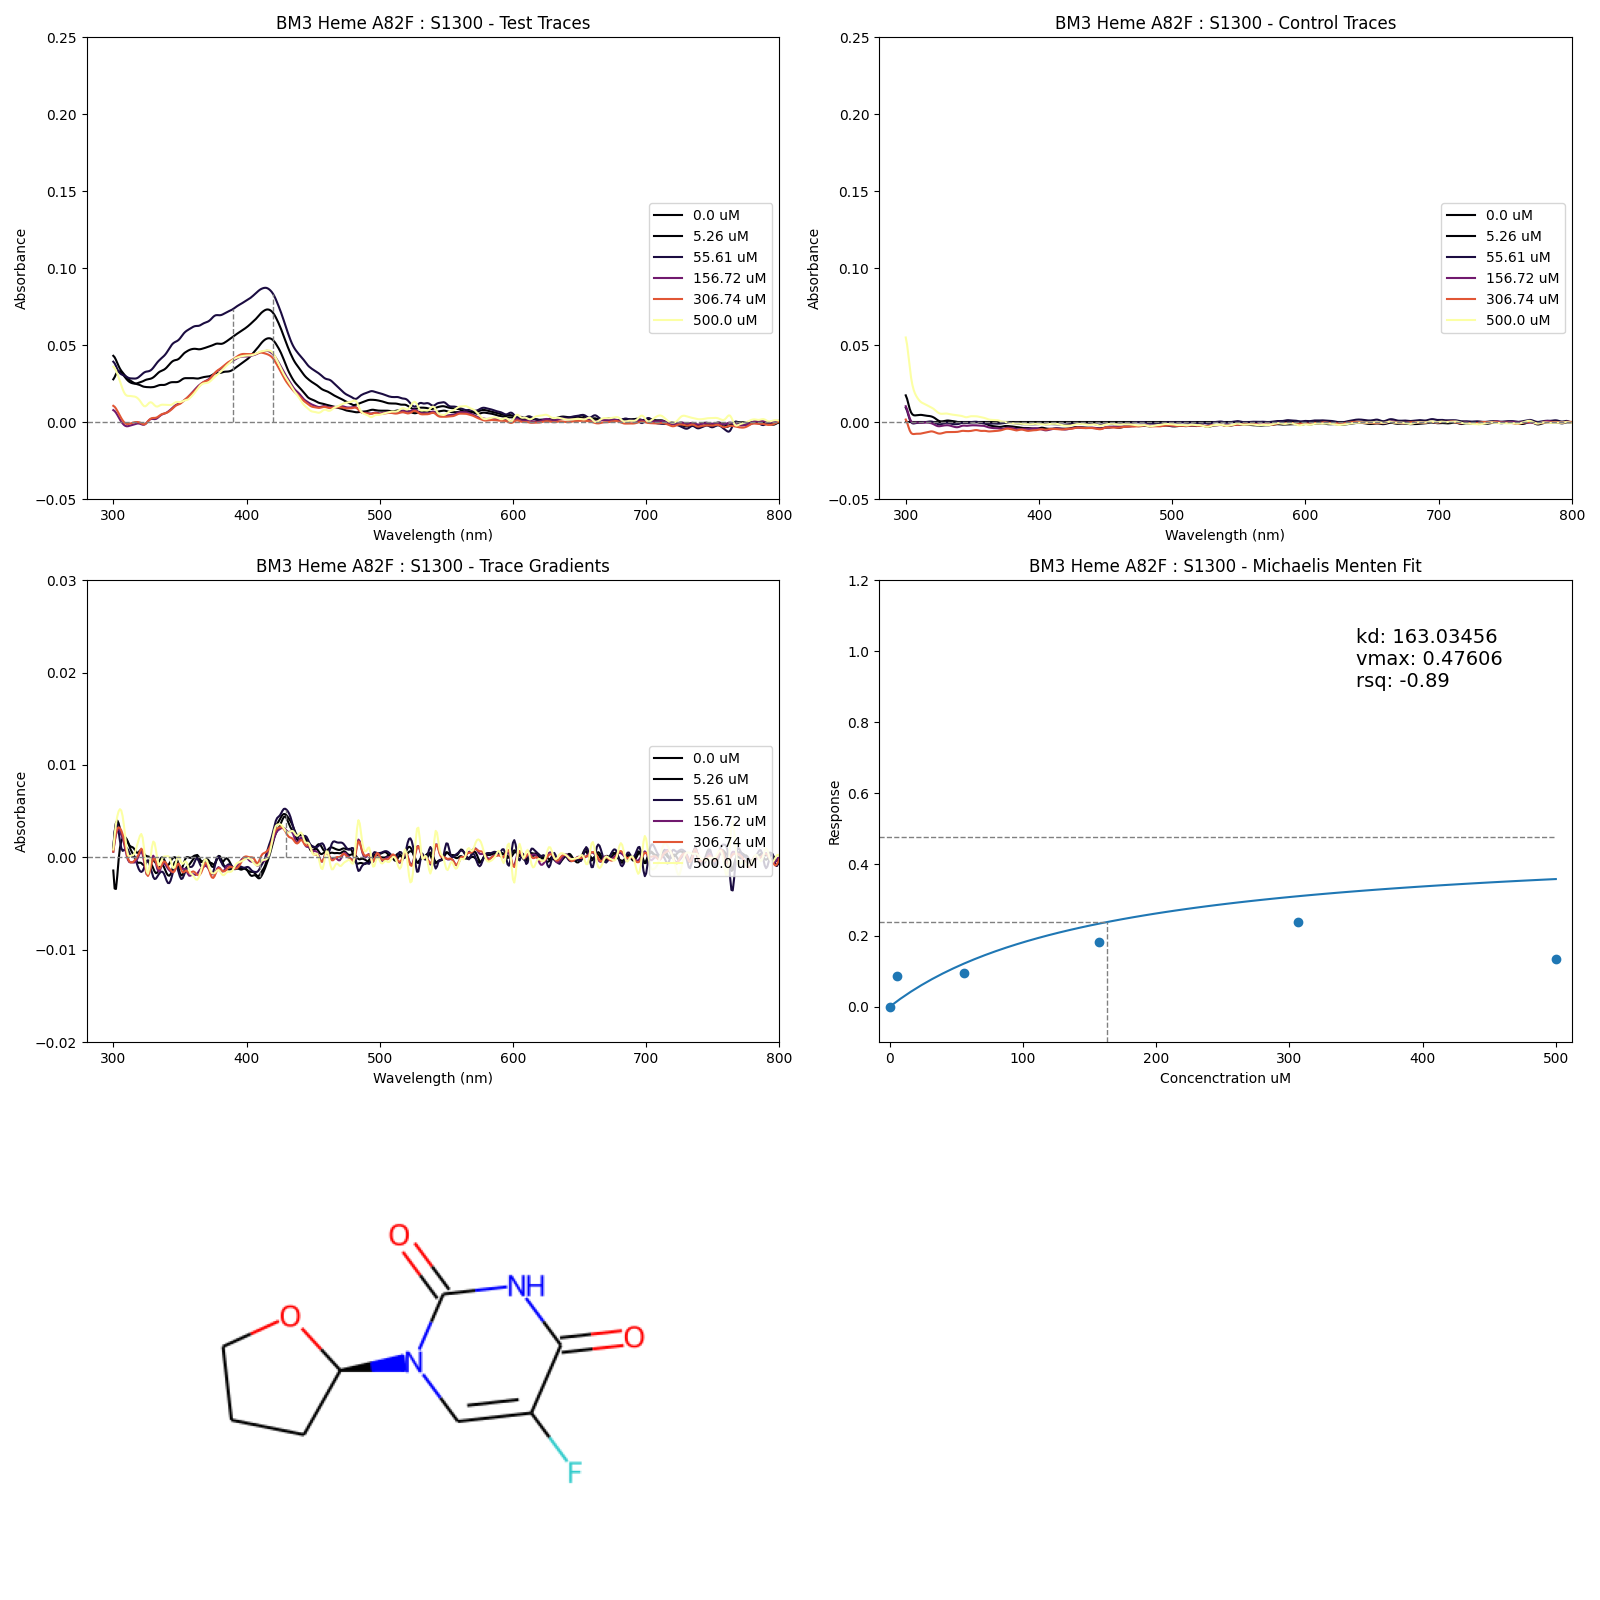 BM3 Heme A82F : S1300 - Test Traces
0.25
0.20
0.15
0.10
0.05
0.00
−0.05
Absorbance
300 400 500 600 700 800
Wavelength (nm)
0.0 uM
5.26 uM
55.61 uM
156.72 uM
306.74 uM
500.0 uM
BM3 Heme A82F : S1300 - Control Traces
0.25
0.20
0.15
0.10
0.05
0.00
−0.05
Absorbance
300 400 500 600 700 800
Wavelength (nm)
0.0 uM
5.26 uM
55.61 uM
156.72 uM
306.74 uM
500.0 uM
BM3 Heme A82F : S1300 - Trace Gradients
0.03
0.02
0.01
0.00
−0.01
−0.02
Absorbance
300 400 500 600 700 800
Wavelength (nm)
0.0 uM
5.26 uM
55.61 uM
156.72 uM
306.74 uM
500.0 uM
BM3 Heme A82F : S1300 - Michaelis Menten Fit
1.2
1.0
0.8
0.6
0.4
0.2
0.0
Response
kd: 163.03456
vmax: 0.47606
rsq: -0.89
0 100 200 300 400 500
Concenctration uM
O
NH
O
O
N
F